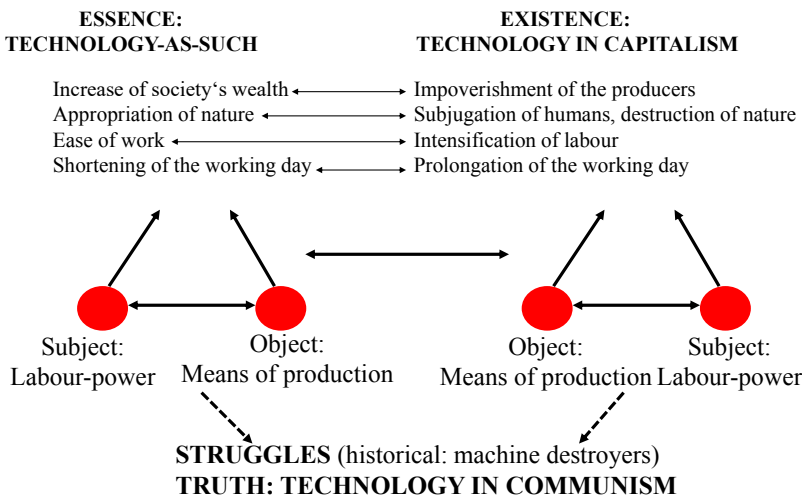 ESSENCE:
TECHNOLOGY-AS-SUCH
EXISTENCE:
TECHNOLOGY IN CAPITALISM
Increase of society‘s wealth
Impoverishment of the producers
Appropriation of nature
Subjugation of humans, destruction of nature
Ease of work
Intensification of labour
Shortening of the working day
Prolongation of the working day
Subject:
Labour-power
Object:
Means of production
Object:
Means of production
Subject:
Labour-power
STRUGGLES (historical: machine destroyers)
TRUTH: TECHNOLOGY IN COMMUNISM